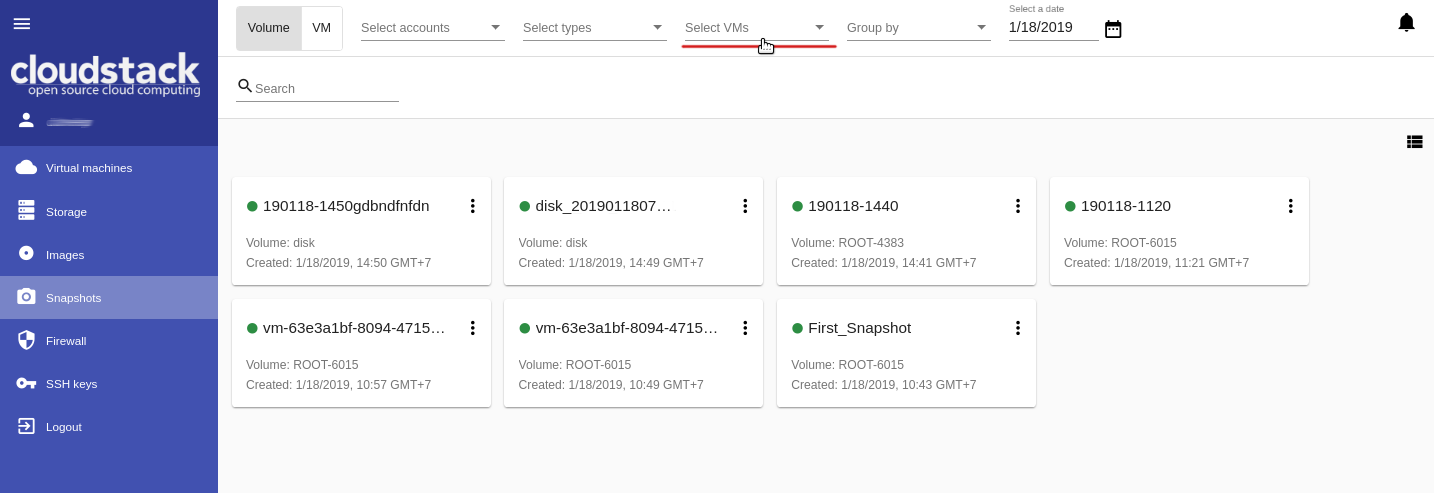 cloudstack
open source cloud computing
Virtual machines
Storage
Images
Snapshots
Firewall
SSH keys
Logout
Volume VM Select accounts Select types Select VMs Group by
Select a date
1/18/2019
Search
190118-1450gdbndfnfdn
Volume: disk
Created: 1/18/2019, 14:50 GMT+7
disk_2019011807…
Volume: disk
Created: 1/18/2019, 14:49 GMT+7
190118-1440
Volume: ROOT-4383
Created: 1/18/2019, 14:41 GMT+7
190118-1120
Volume: ROOT-6015
Created: 1/18/2019, 11:21 GMT+7
vm-63e3a1bf-8094-4715…
Volume: ROOT-6015
Created: 1/18/2019, 10:57 GMT+7
vm-63e3a1bf-8094-4715…
Volume: ROOT-6015
Created: 1/18/2019, 10:49 GMT+7
First_Snapshot
Volume: ROOT-6015
Created: 1/18/2019, 10:43 GMT+7